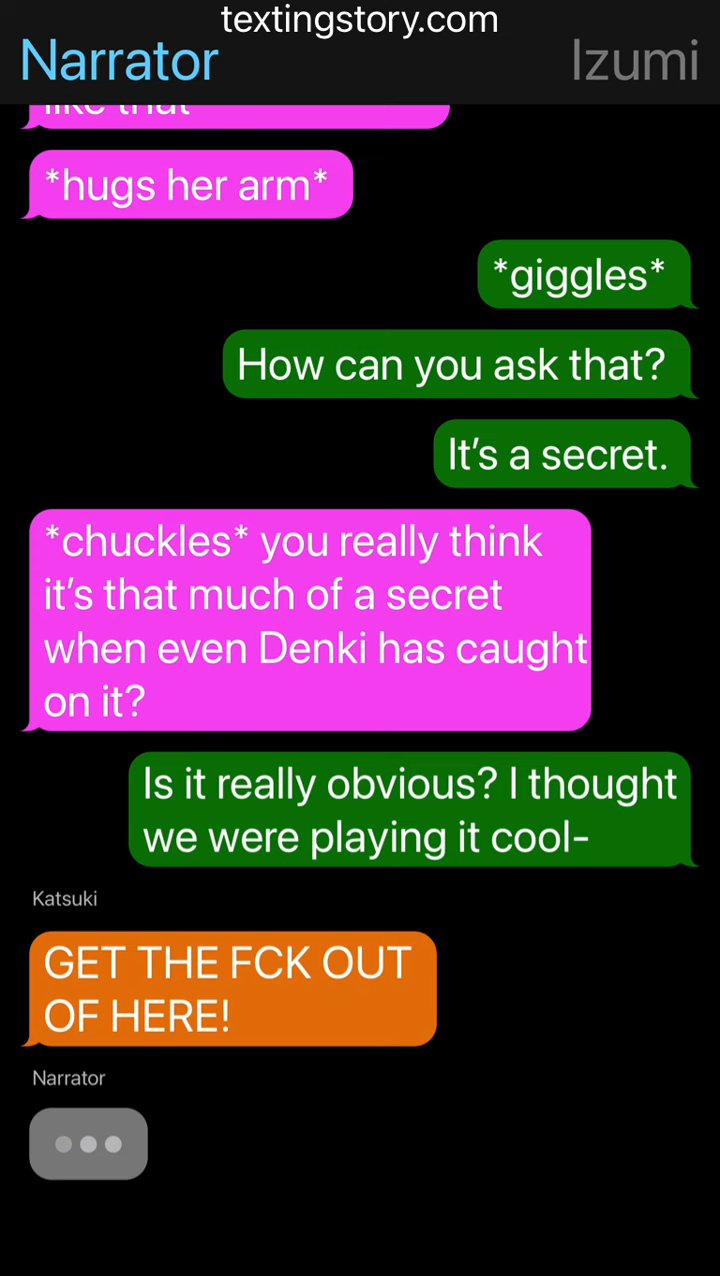 textingstory.com
Narrator
Izumi
like that
*hugs her arm*
*giggles*
How can you ask that?
It's a secret.
*chuckles* you really think
it's that much of a secret
when even Denki has caught
on it?
Is it really obvious? I thought
we were playing it cool-
Katsuki
GET THE FCK OUT
OF HERE!
Narrator